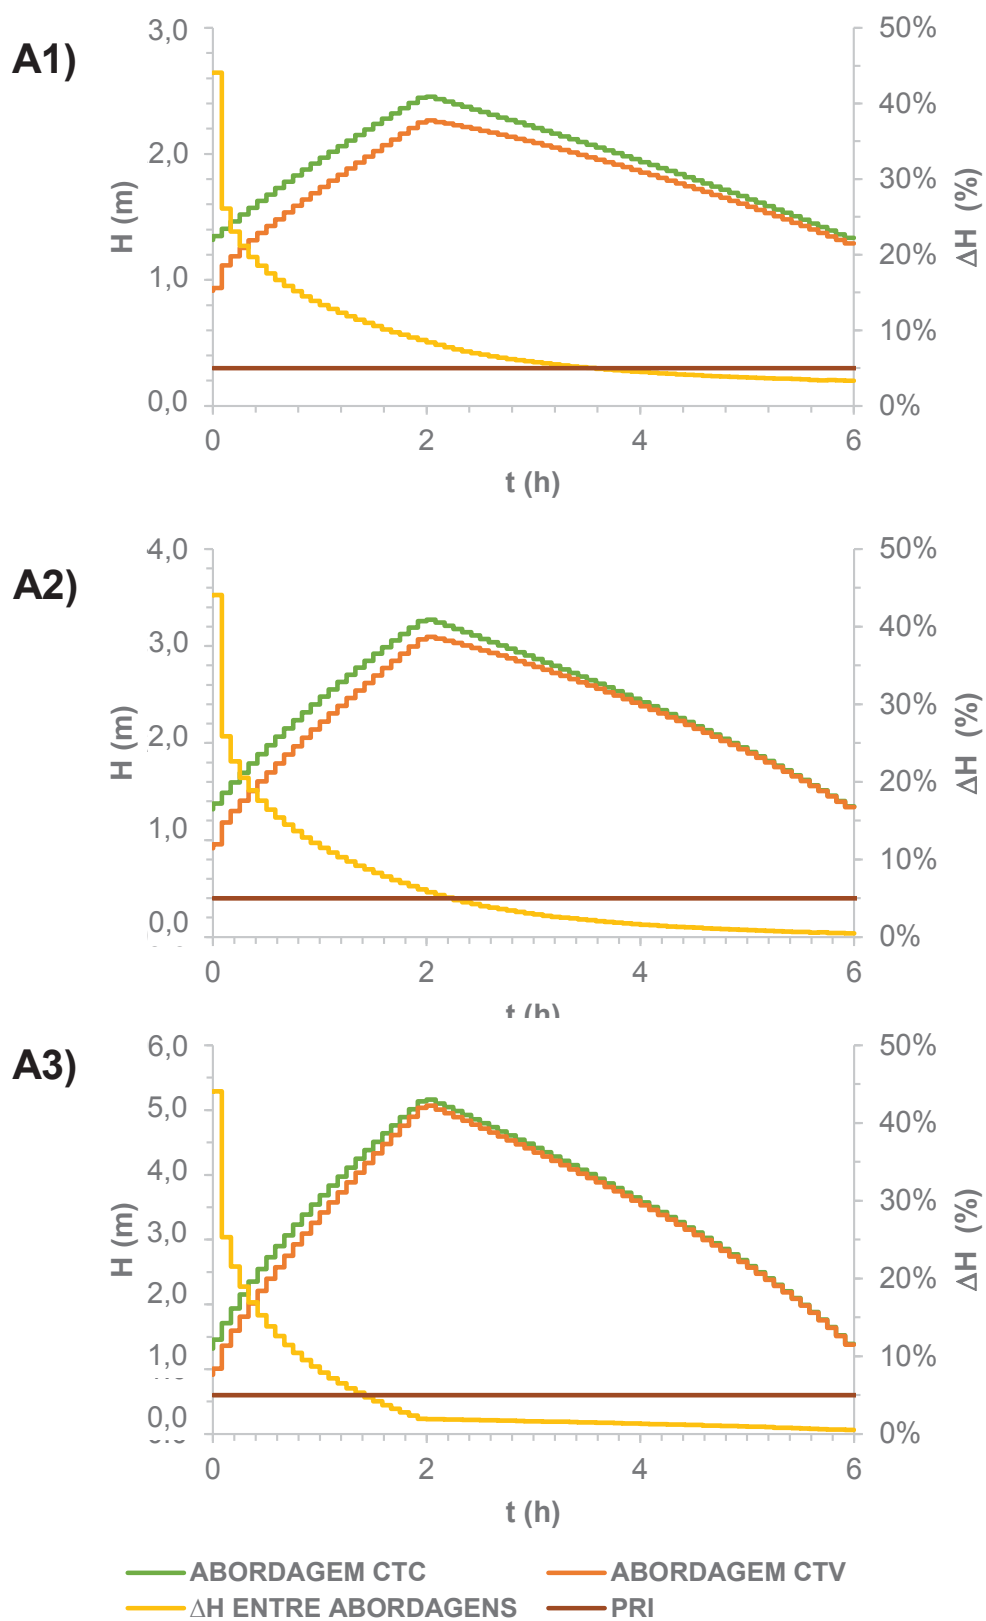 A1)
3,0
2,0
1,0
0,0
H (m)
50%
40%
30%
20%
10%
0%
ΔH (%)
0 2 4 6
t (h)
A2)
4,0
3,0
2,0
1,0
0,0
H (m)
50%
40%
30%
20%
10%
0%
ΔH (%)
0 2 4 6
t (h)
A3)
6,0
5,0
4,0
3,0
2,0
1,0
0,0
H (m)
50%
40%
30%
20%
10%
0%
ΔH (%)
0 2 4 6
t (h)
ABORDAGEM CTC ABORDAGEM CTV
ΔH ENTRE ABORDAGENS PRI